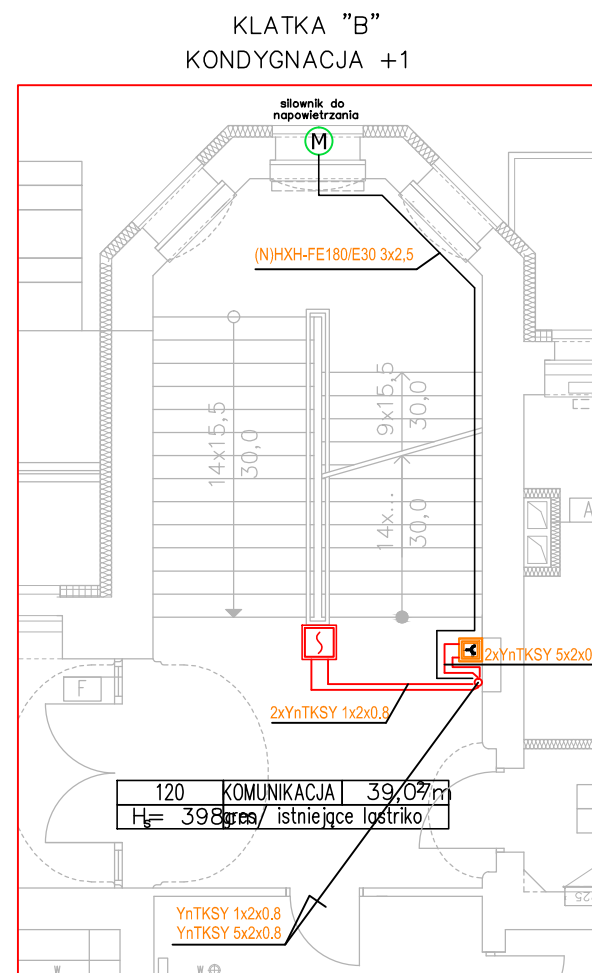 KLATKA "B"
KONDYGNACJA +1
siłownik do
napowietrzania
M
(N)HXH-FE180/E30 3x2,5
14x15,5
30,0
9x15,5
30,0
14x...
30,0
A
2xYnTKSY 5x2x0
F
2xYnTKSY 1x2x0.8
120 KOMUNIKACJA 39,07m²
Hs= 398cm istniejące lastriko
YnTKSY 1x2x0.8
YnTKSY 5x2x0.8
W
W